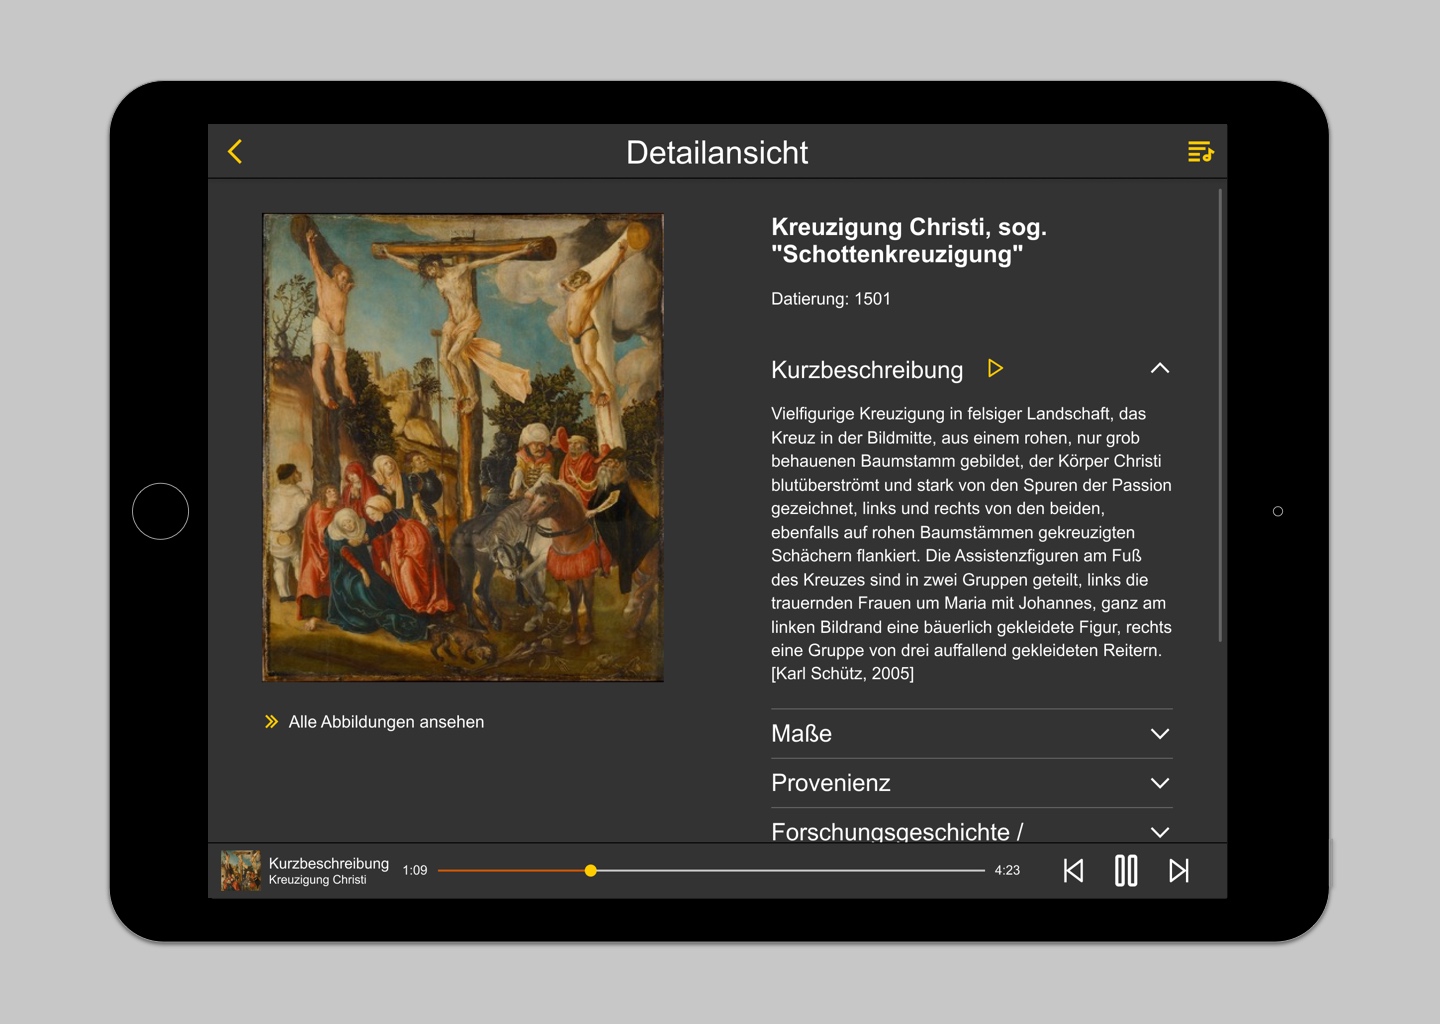 Detailansicht
Kreuzigung Christi, sog.
"Schottenkreuzigung"
Datierung: 1501
Kurzbeschreibung
Vielfigurige Kreuzigung in felsiger Landschaft, das
Kreuz in der Bildmitte, aus einem rohen, nur grob
behauenen Baumstamm gebildet, der Körper Christi
blutüberströmt und stark von den Spuren der Passion
gezeichnet, links und rechts von den beiden,
ebenfalls auf rohen Baumstämmen gekreuzigten
Schächern flankiert. Die Assistenzfiguren am Fuß
des Kreuzes sind in zwei Gruppen geteilt, links die
trauernden Frauen um Maria mit Johannes, ganz am
linken Bildrand eine bäuerlich gekleidete Figur, rechts
eine Gruppe von drei auffallend gekleideten Reitern.
[Karl Schütz, 2005]
Alle Abbildungen ansehen
Maße
Provenienz
Forschungsgeschichte /
Kurzbeschreibung
Kreuzigung Christi
1:09
4:23